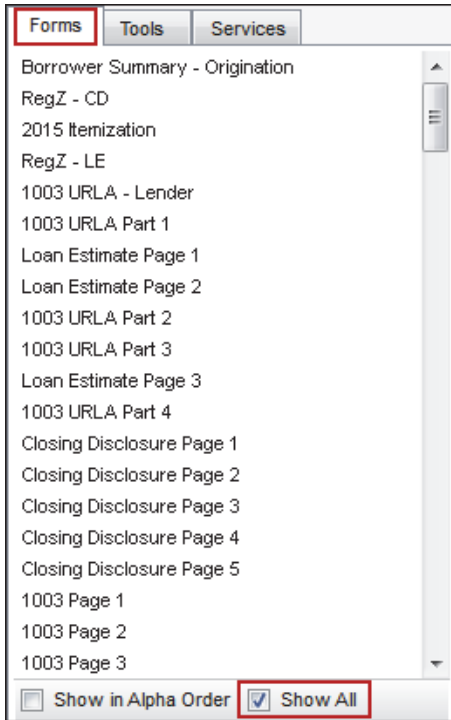 Forms Tools Services
Borrower Summary - Origination
RegZ - CD
2015 Itemization
RegZ - LE
1003 URLA - Lender
1003 URLA Part 1
Loan Estimate Page 1
Loan Estimate Page 2
1003 URLA Part 2
1003 URLA Part 3
Loan Estimate Page 3
1003 URLA Part 4
Closing Disclosure Page 1
Closing Disclosure Page 2
Closing Disclosure Page 3
Closing Disclosure Page 4
Closing Disclosure Page 5
1003 Page 1
1003 Page 2
1003 Page 3
Show in Alpha Order Show All